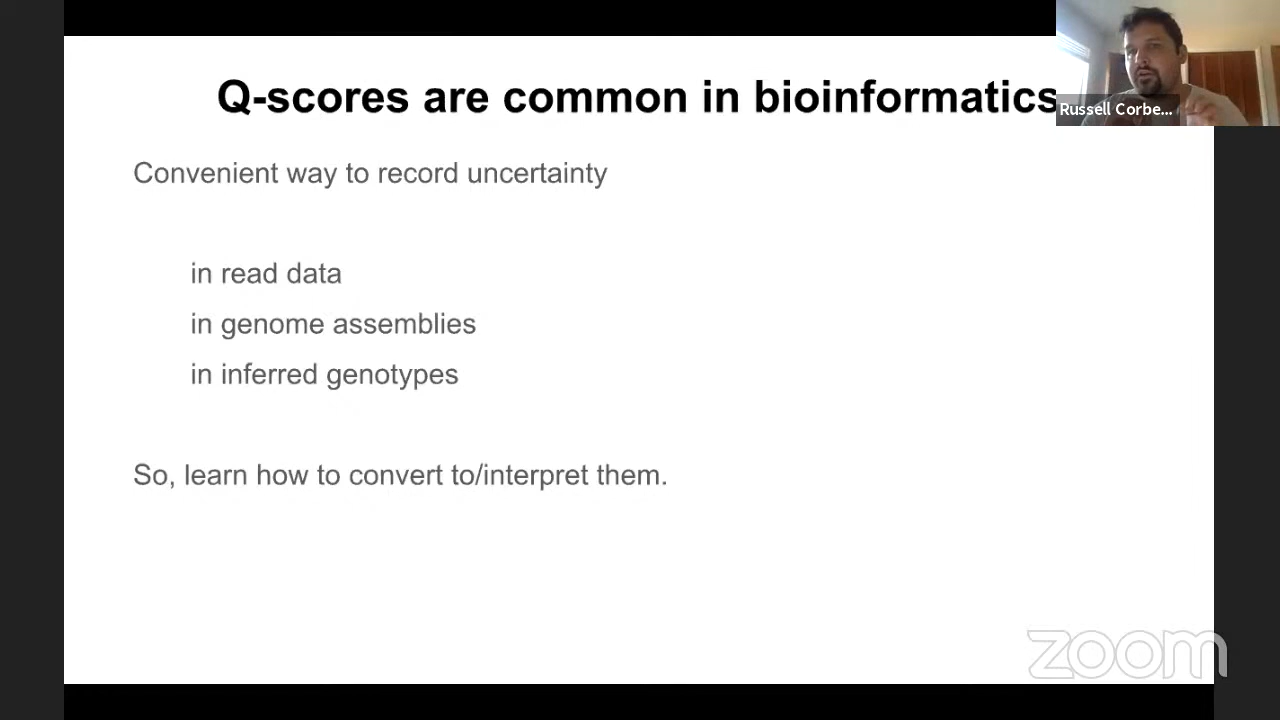 Q-scores are common in bioinformatics
Russell Corbe...
Convenient way to record uncertainty
in read data
in genome assemblies
in inferred genotypes
So, learn how to convert to/interpret them.
zoom